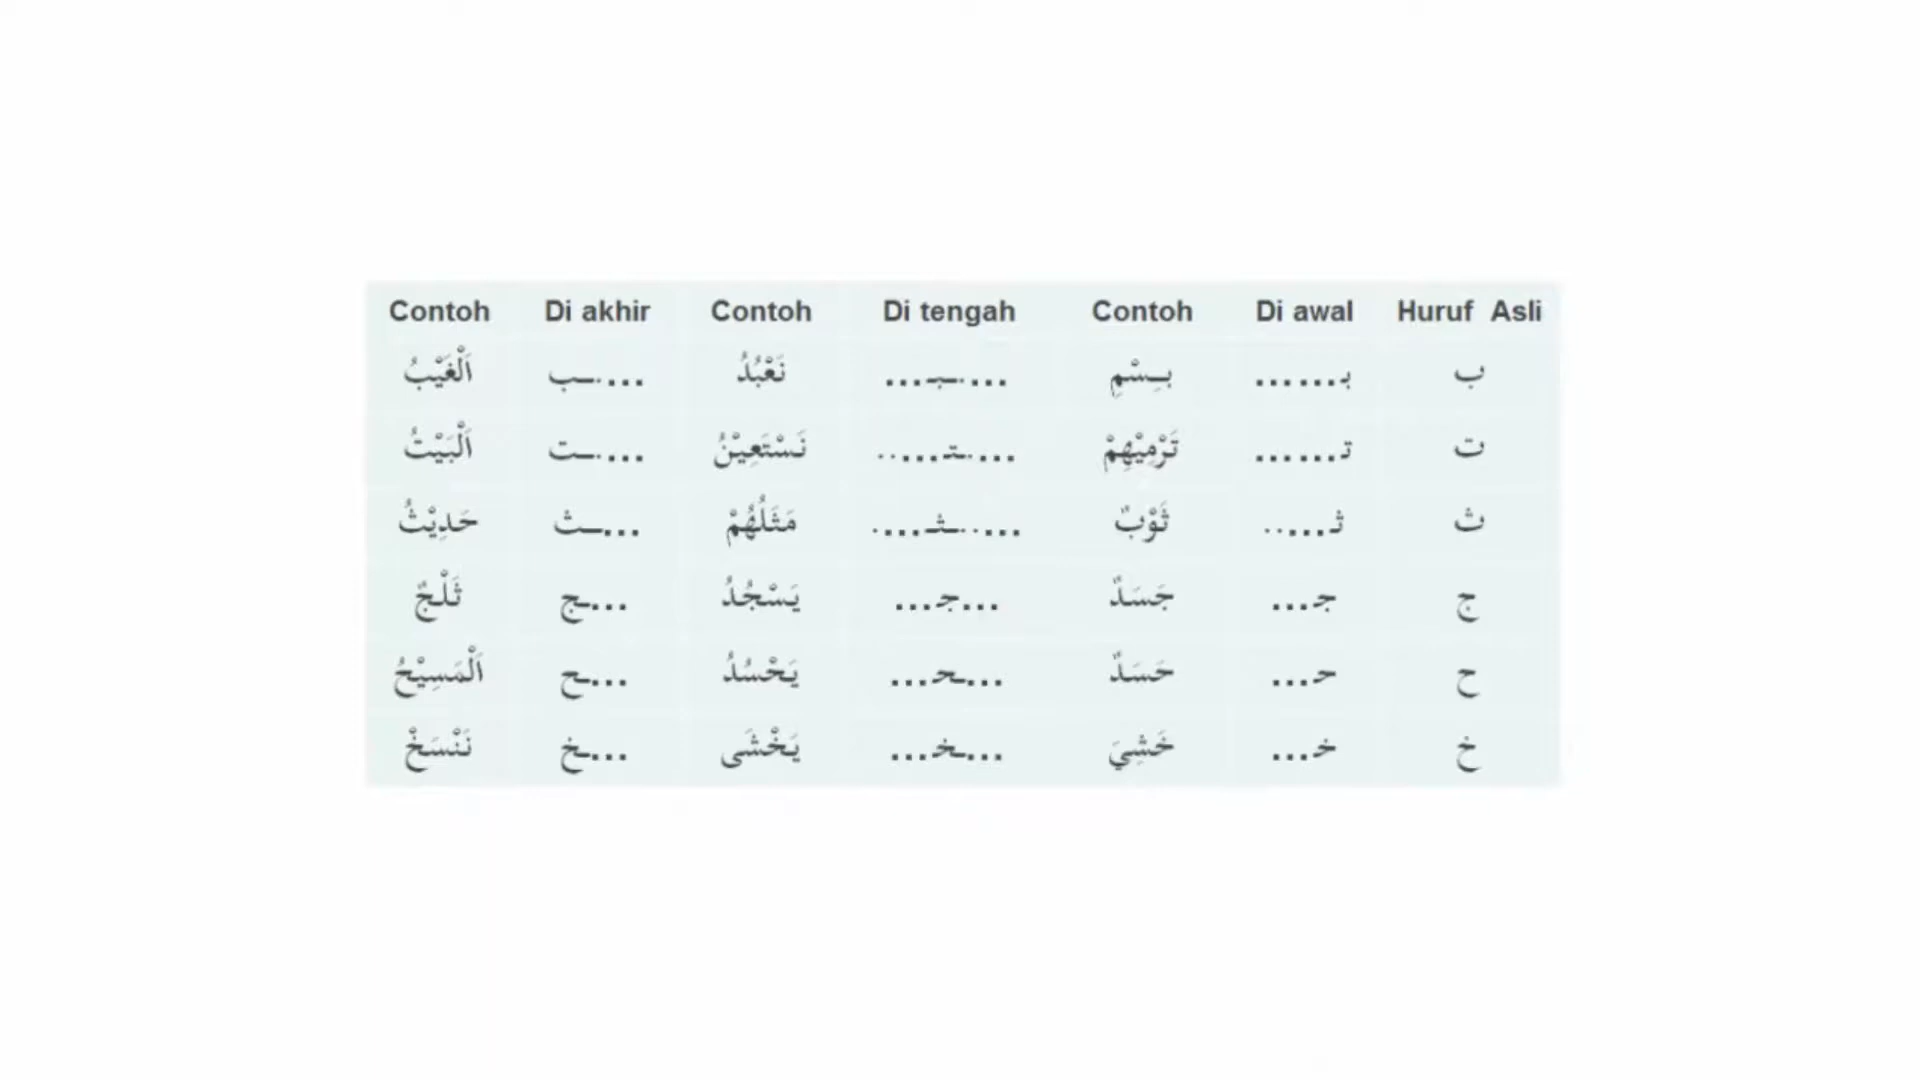 Contoh Di akhir Contoh Di tengah Contoh Di awal Huruf Asli
اَلْغَيْبُ ...ـب نَعْبُدُ ...ـبـ... بِسْمِ بـ...... ب
اَلْبَيْتُ ...ـت نَسْتَعِيْنُ ...ـتـ..... تَرْمِيْهِمْ تـ...... ت
حَدِيْثُ ...ـث مَثَلُهُمْ .....ـثـ.... ثَوْبٌ ثـ..... ث
ثَلْجٌ ...ـج يَسْجُدُ ...جـ... جَسَدٌ جـ... ج
اَلْمَسِيْحُ ...ـح يَحْسُدُ ...ـحـ... حَسَدٌ حـ... ح
نَنْسَخْ ...ـخ يَخْشَى ...ـخـ... خَشِيَ خـ... خ